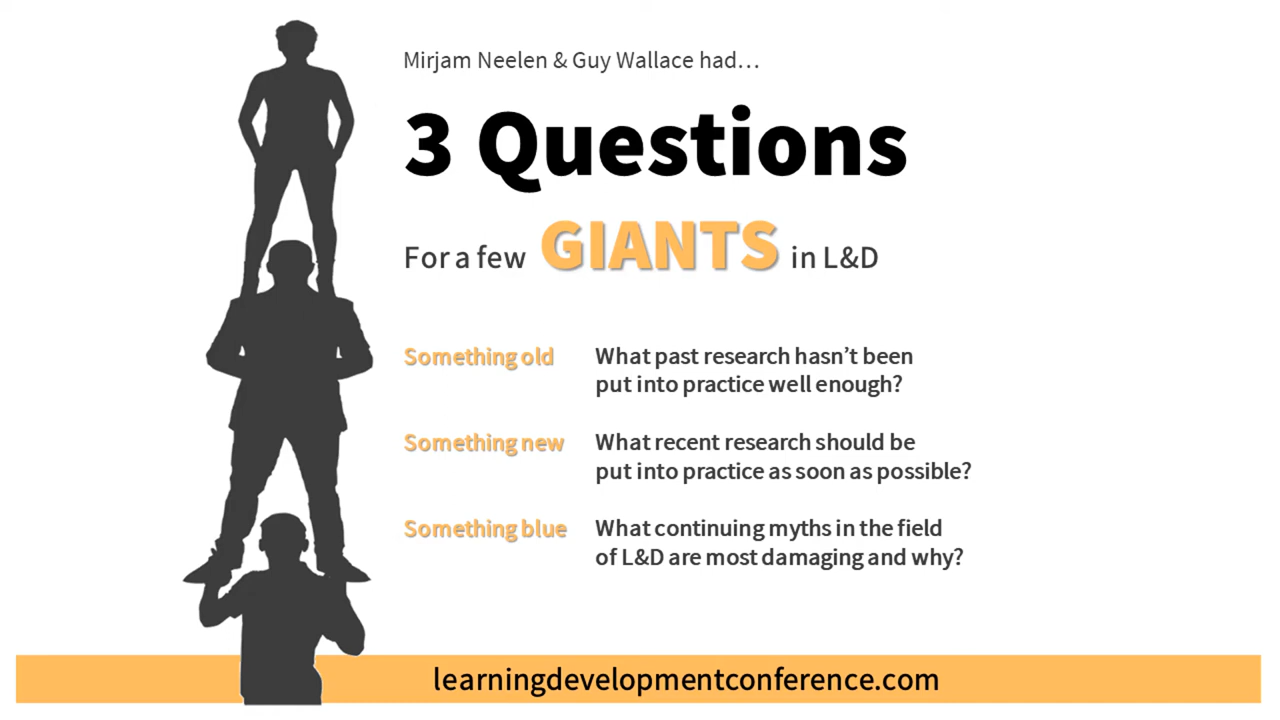 Mirjam Neelen & Guy Wallace had…
3 Questions
For a few GIANTS in L&D
Something old What past research hasn’t been
put into practice well enough?
Something new What recent research should be
put into practice as soon as possible?
Something blue What continuing myths in the field
of L&D are most damaging and why?
learningdevelopmentconference.com